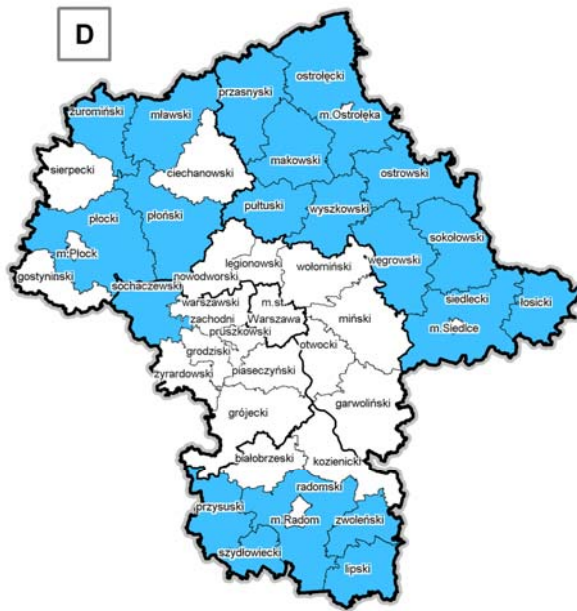 D
ostrołęcki
przasnyski
żuromiński
mławski
m.Ostrołęka
makowski
sierpecki
ciechanowski
ostrowski
pułtuski
wyszkowski
płocki
płoński
sokołowski
m.Płock
legionowski
wołomiński
węgrowski
gostyniński
nowodworski
sochaczewski
siedlecki
łosicki
warszawski
zachodni
m.st.
Warszawa
miński
m.Siedlce
pruszkowski
otwocki
grodziski
żyrardowski
piaseczyński
garwoliński
grójecki
białobrzeski
kozienicki
radomski
przysuski
m.Radom
zwoleński
szydłowiecki
lipski